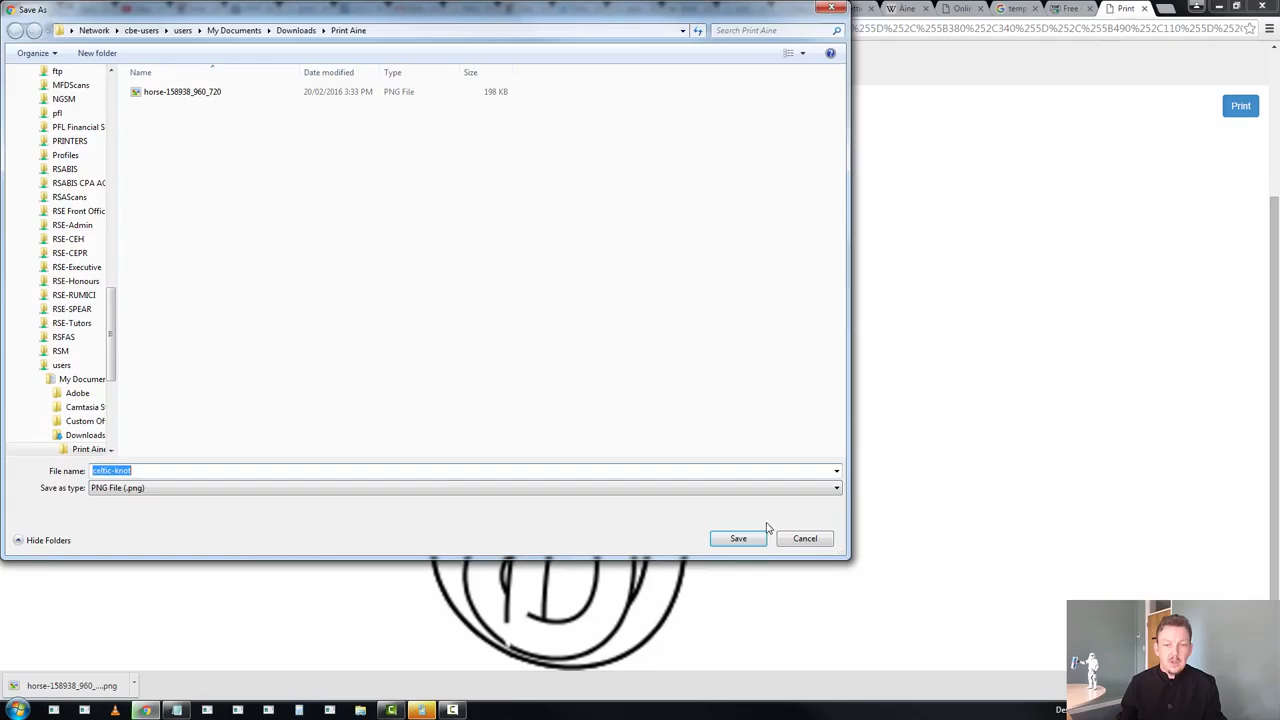 Save As
Network
cbe-users
users
My Documents
Downloads
Print Aine
Search Print Aine
Organize
New folder
Name
Date modified
Type
Size
horse-158938_960_720
20/02/2016 3:33 PM
PNG File
198 KB
ftp
MFDScans
NGSM
pfl
PFL Financial S
PRINTERS
Profiles
RSABIS
RSABIS CPA AC
RSAScans
RSE Front Offic
RSE-Admin
RSE-CEH
RSE-CEPR
RSE-Executive
RSE-Honours
RSE-RUMICI
RSE-SPEAR
RSE-Tutors
RSFAS
RSM
users
My Documer
Adobe
Camtasia S
Custom Of
Downloads
Print Aine
File name: celtic-knot
Save as type: PNG File (.png)
Hide Folders
Save
Cancel
Áine
Onlin
temp
Free
Print
Print
horse-158938_960_....png